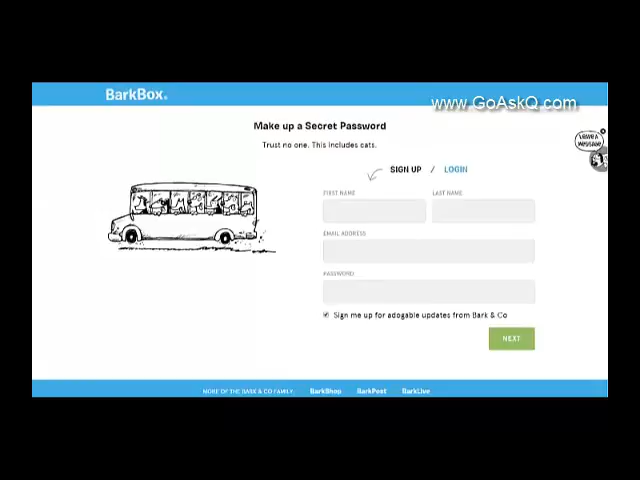 BarkBox
www.GoAskQ.com
Make up a Secret Password
Trust no one. This includes cats.
LEAVE A
MESSAGE
SIGN UP / LOGIN
FIRST NAME LAST NAME
EMAIL ADDRESS
PASSWORD
Sign me up for adogable updates from Bark & Co
NEXT
MORE OF THE BARK & CO FAMILY: BarkShop BarkPost BarkLive